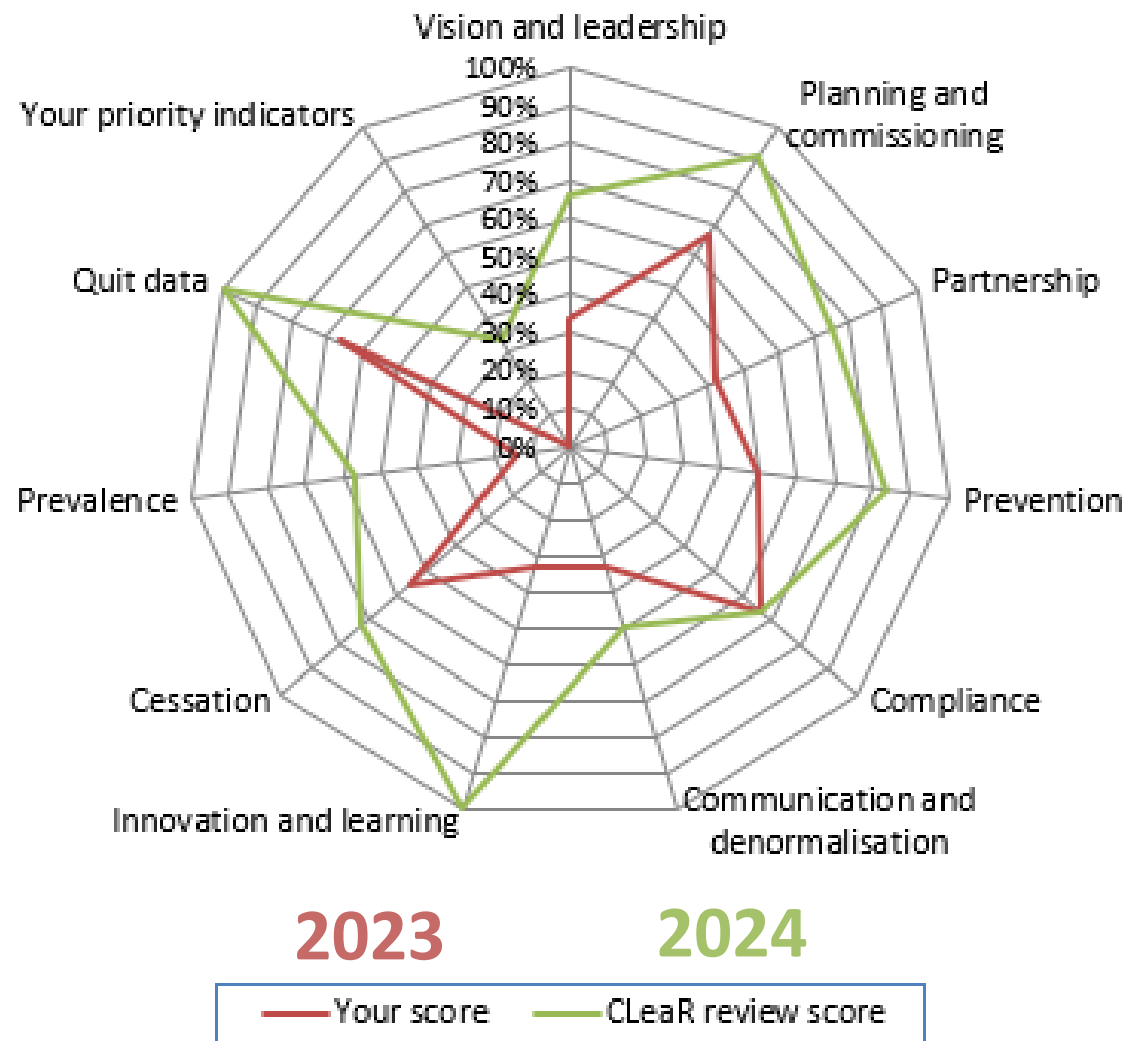 Vision and leadership
100%
90%
80%
70%
60%
50%
40%
30%
20%
10%
0%
Planning and
commissioning
Partnership
Prevention
Compliance
Communication and
denormalisation
Innovation and learning
Cessation
Prevalence
Quit data
Your priority indicators
2023
2024
Your score
CLeaR review score